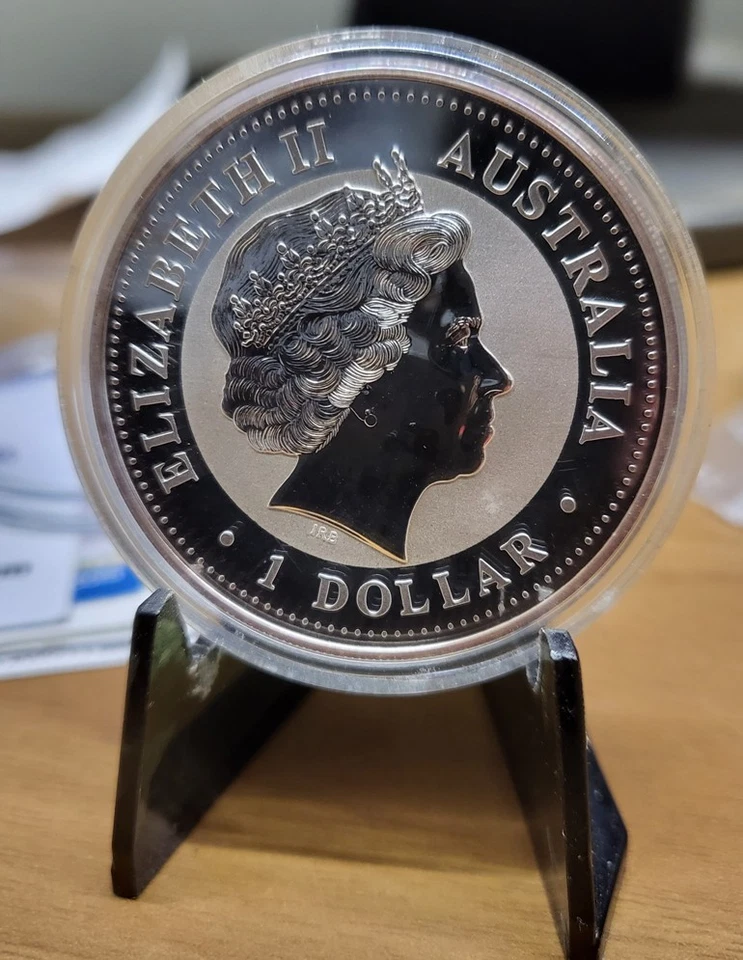 ELIZABETH II
AUSTRALIA
IRB
1 DOLLAR